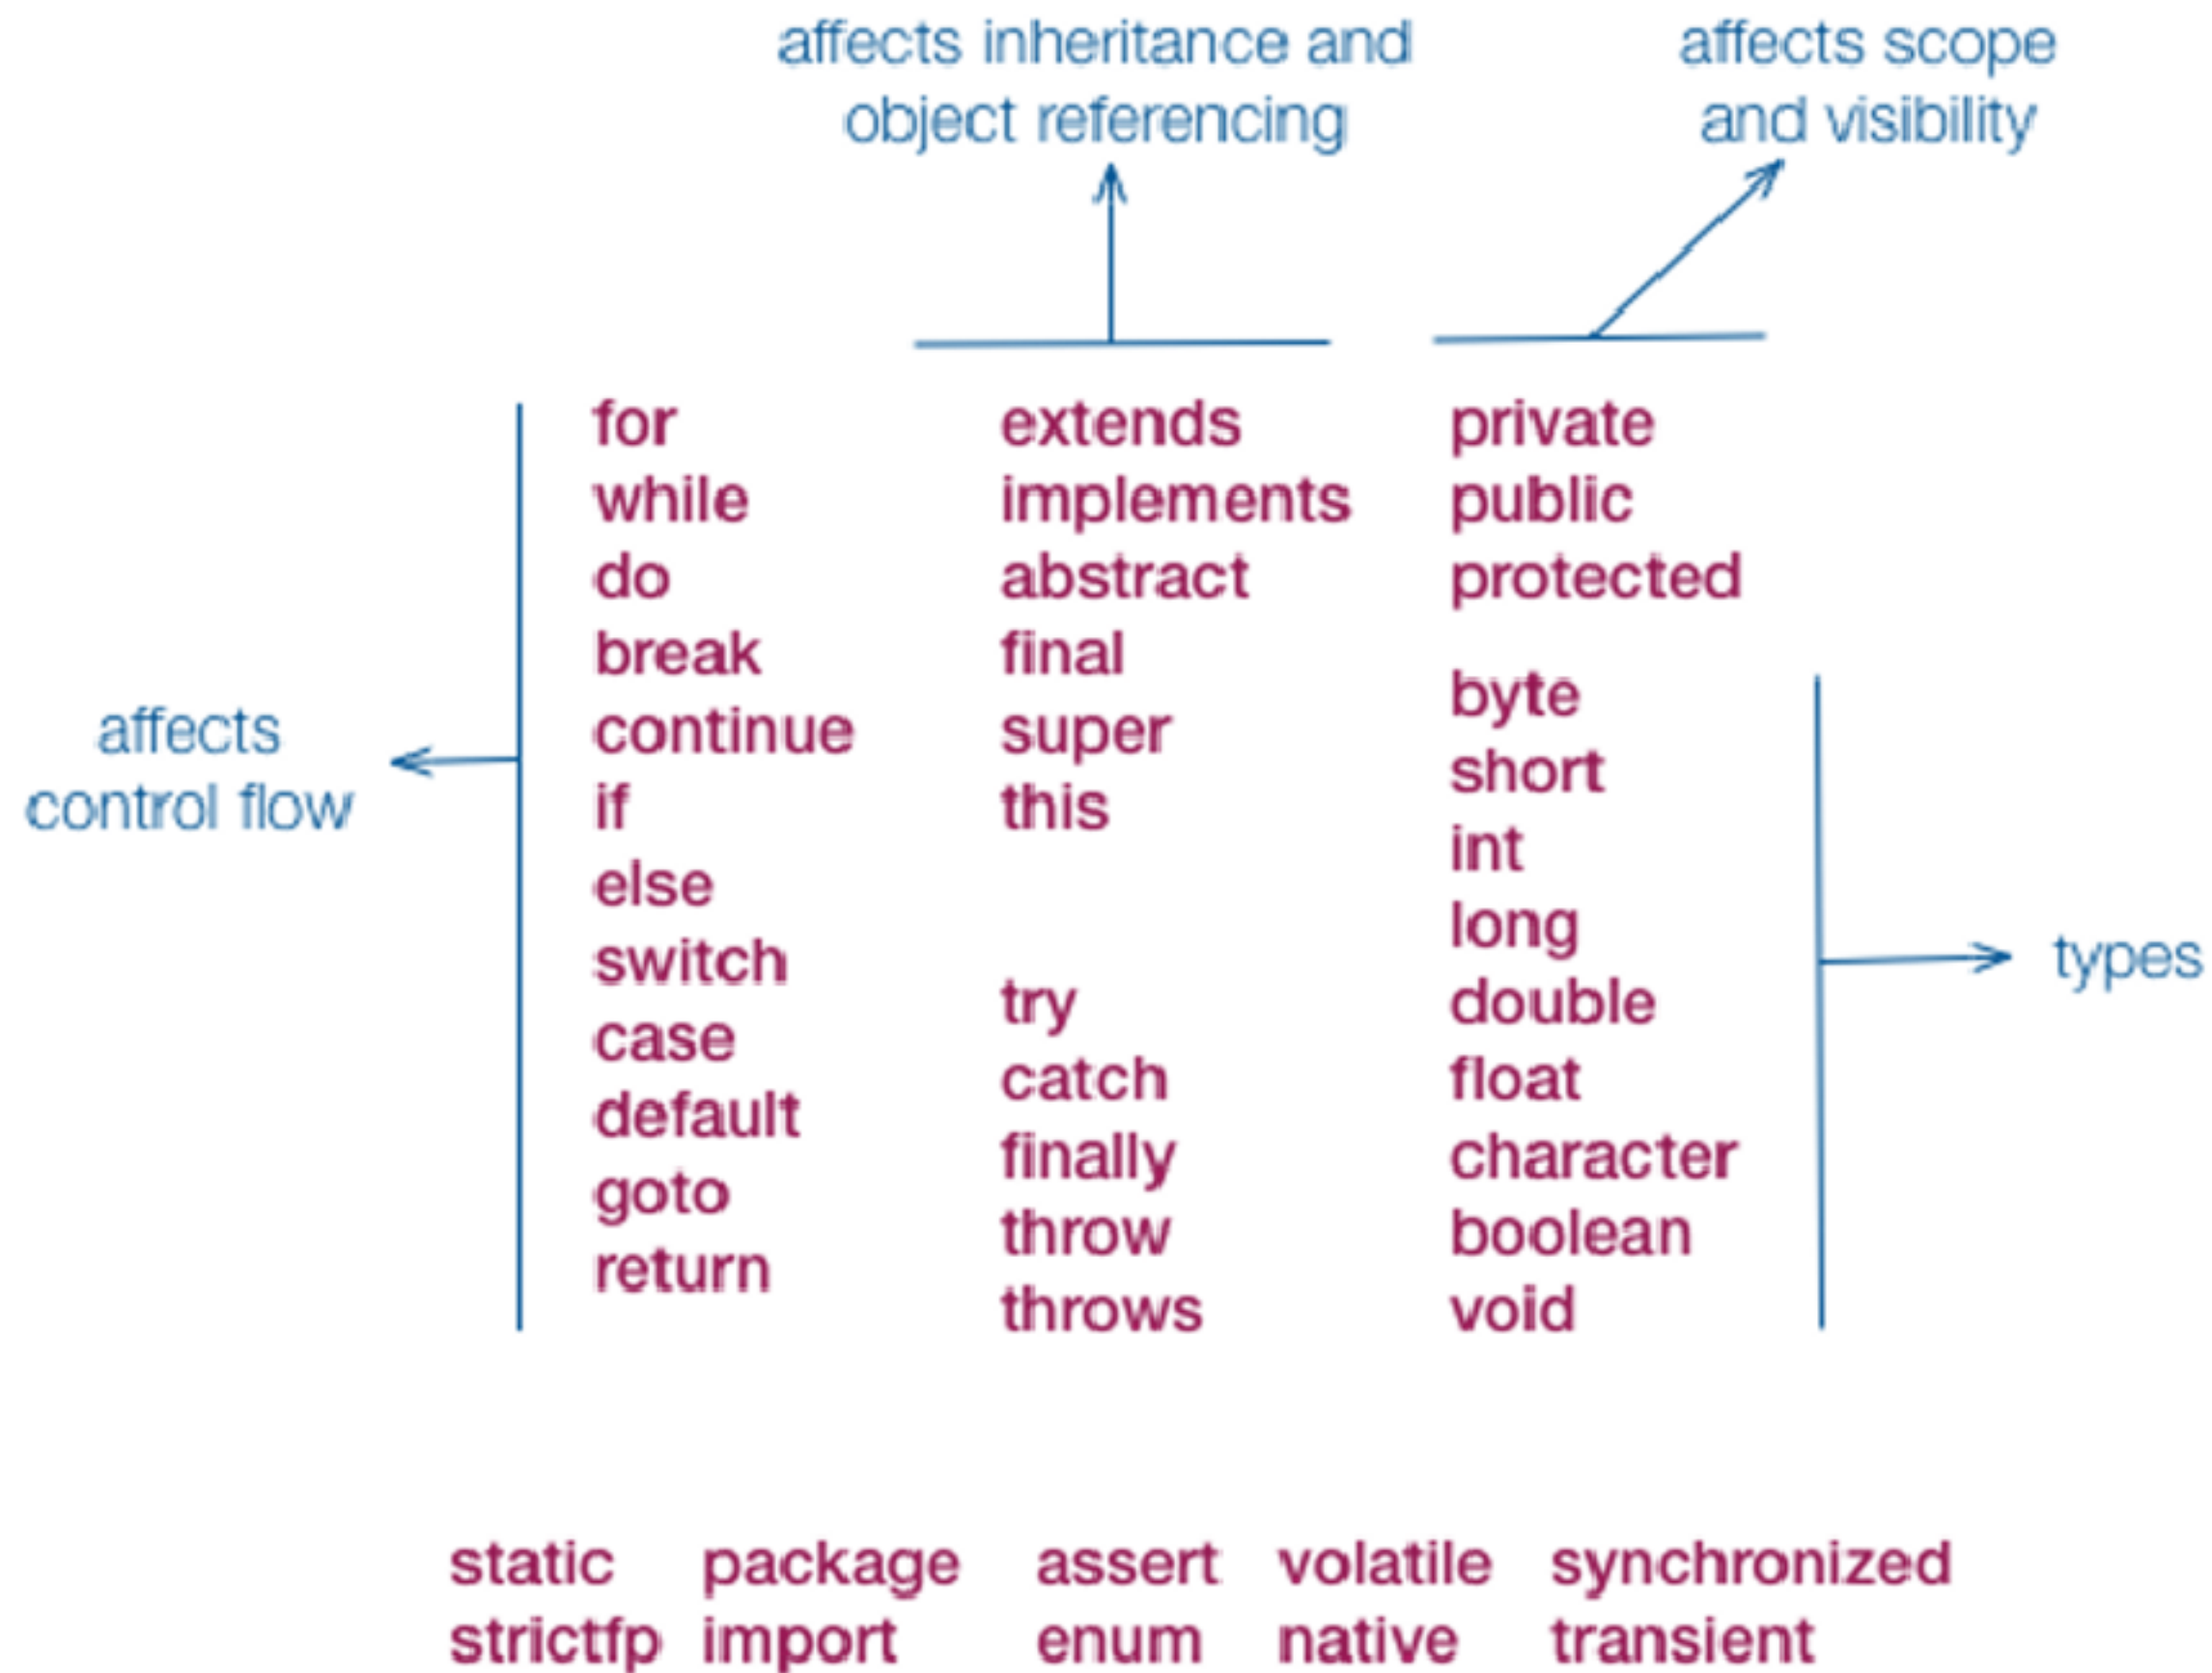 affects inheritance and
object referencing
affects scope
and visibility
affects
control flow
for
while
do
break
continue
if
else
switch
case
default
goto
return
extends
implements
abstract
final
super
this
try
catch
finally
throw
throws
private
public
protected
byte
short
int
long
double
float
character
boolean
void
types
static package assert volatile synchronized
strictfp import enum native transient